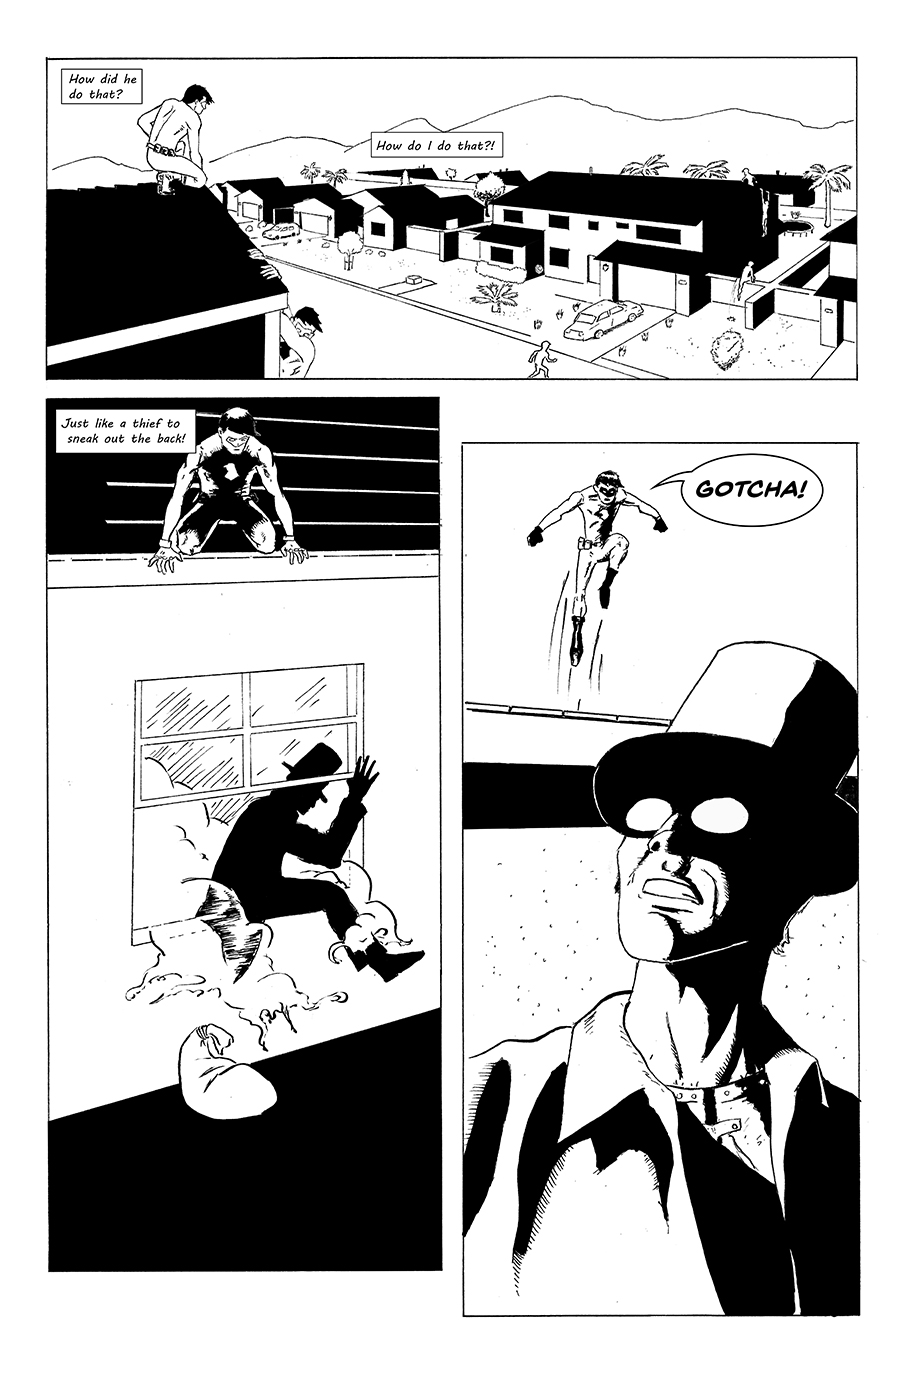 How did he
do that?
How do I do that?!
Just like a thief to
sneak out the back!
GOTCHA!